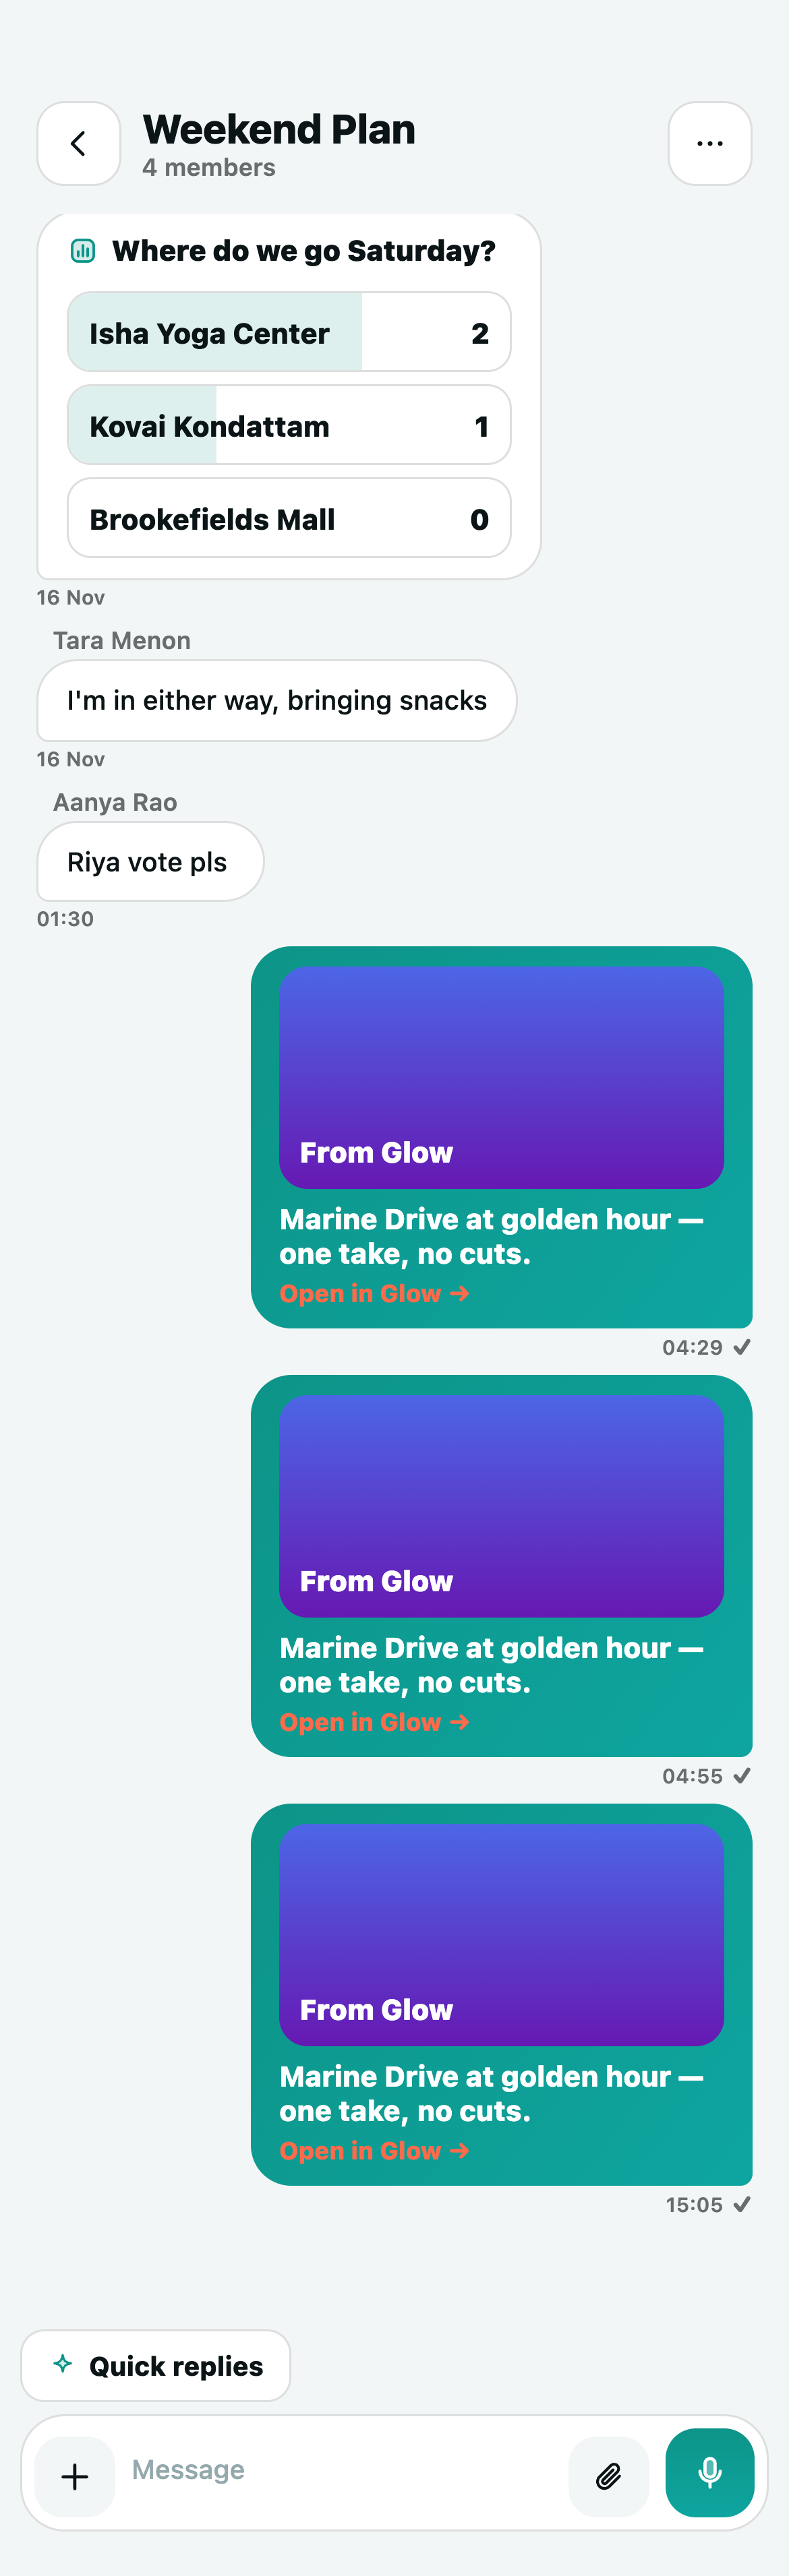 Weekend Plan
4 members
Where do we go Saturday?
Isha Yoga Center 2
Kovai Kondattam 1
Brookefields Mall 0
16 Nov
Tara Menon
I'm in either way, bringing snacks
16 Nov
Aanya Rao
Riya vote pls
01:30
From Glow
Marine Drive at golden hour —
one take, no cuts.
Open in Glow →
04:29
From Glow
Marine Drive at golden hour —
one take, no cuts.
Open in Glow →
04:55
From Glow
Marine Drive at golden hour —
one take, no cuts.
Open in Glow →
15:05
Quick replies
Message